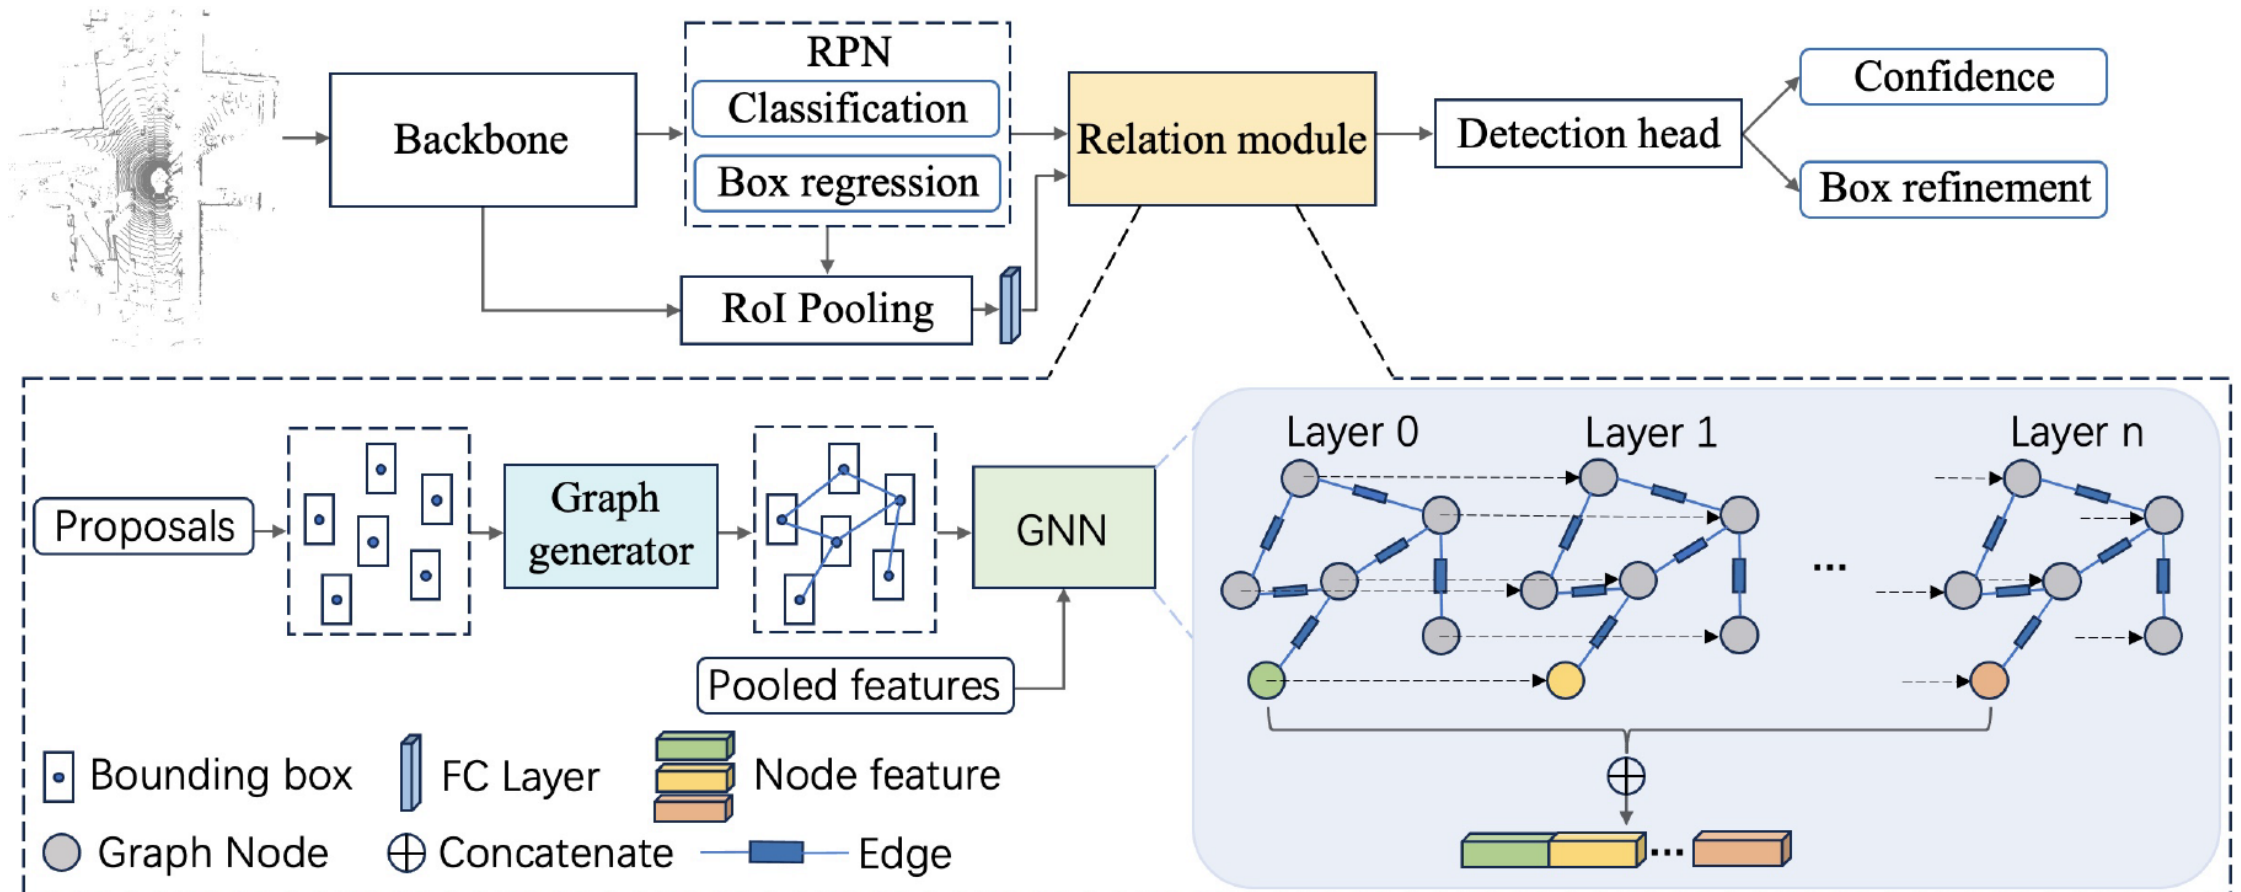 RPN
Classification
Box regression
Backbone
RoI Pooling
Relation module
Detection head
Confidence
Box refinement
Proposals
Graph
generator
GNN
Pooled features
Layer 0
Layer 1
Layer n
...
Bounding box
FC Layer
Node feature
Graph Node
Concatenate
Edge
...